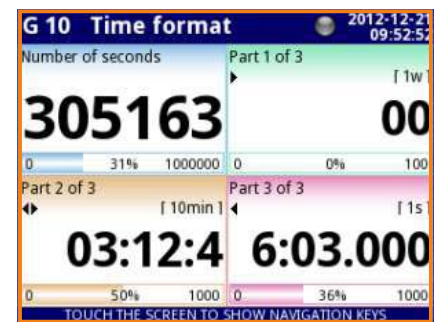 G 10 Time format
2012-12-21
09:52:52
Number of seconds
305163
0 31% 1000000
Part 1 of 3
[ 1w ]
00
0 0% 100
Part 2 of 3
[ 10min ]
03:12:4
0 50% 1000
Part 3 of 3
[ 1s ]
6:03.000
0 36% 1000
TOUCH THE SCREEN TO SHOW NAVIGATION KEYS